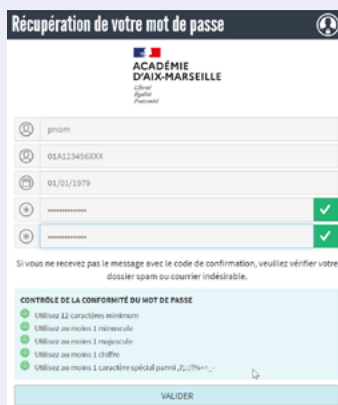 Récupération de votre mot de passe
ACADÉMIE
D'AIX-MARSEILLE
Liberté
Égalité
Fraternité
pnom
01A123456XXX
01/01/1979
••••••••••••••
••••••••••••••
Si vous ne recevez pas le message avec le code de confirmation, veuillez vérifier votre
dossier spam ou courrier indésirable.
CONTRÔLE DE LA CONFORMITÉ DU MOT DE PASSE
Utilisez 12 caractères minimum
Utilisez au moins 1 minuscule
Utilisez au moins 1 majuscule
Utilisez au moins 1 chiffre
Utilisez au moins 1 caractère spécial parmi
VALIDER